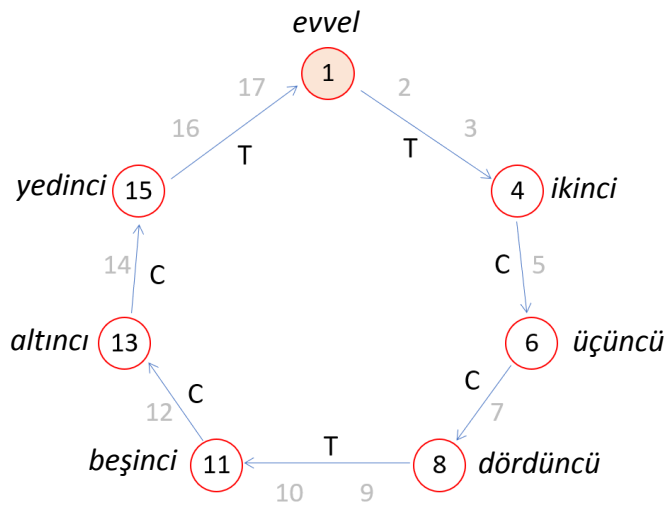 evvel
1
17 2
16 3
T T
yedinci 15 4 ikinci
14 C C 5
altıncı 13 6 üçüncü
C C
12 7
T
beşinci 11 8 dördüncü
10 9